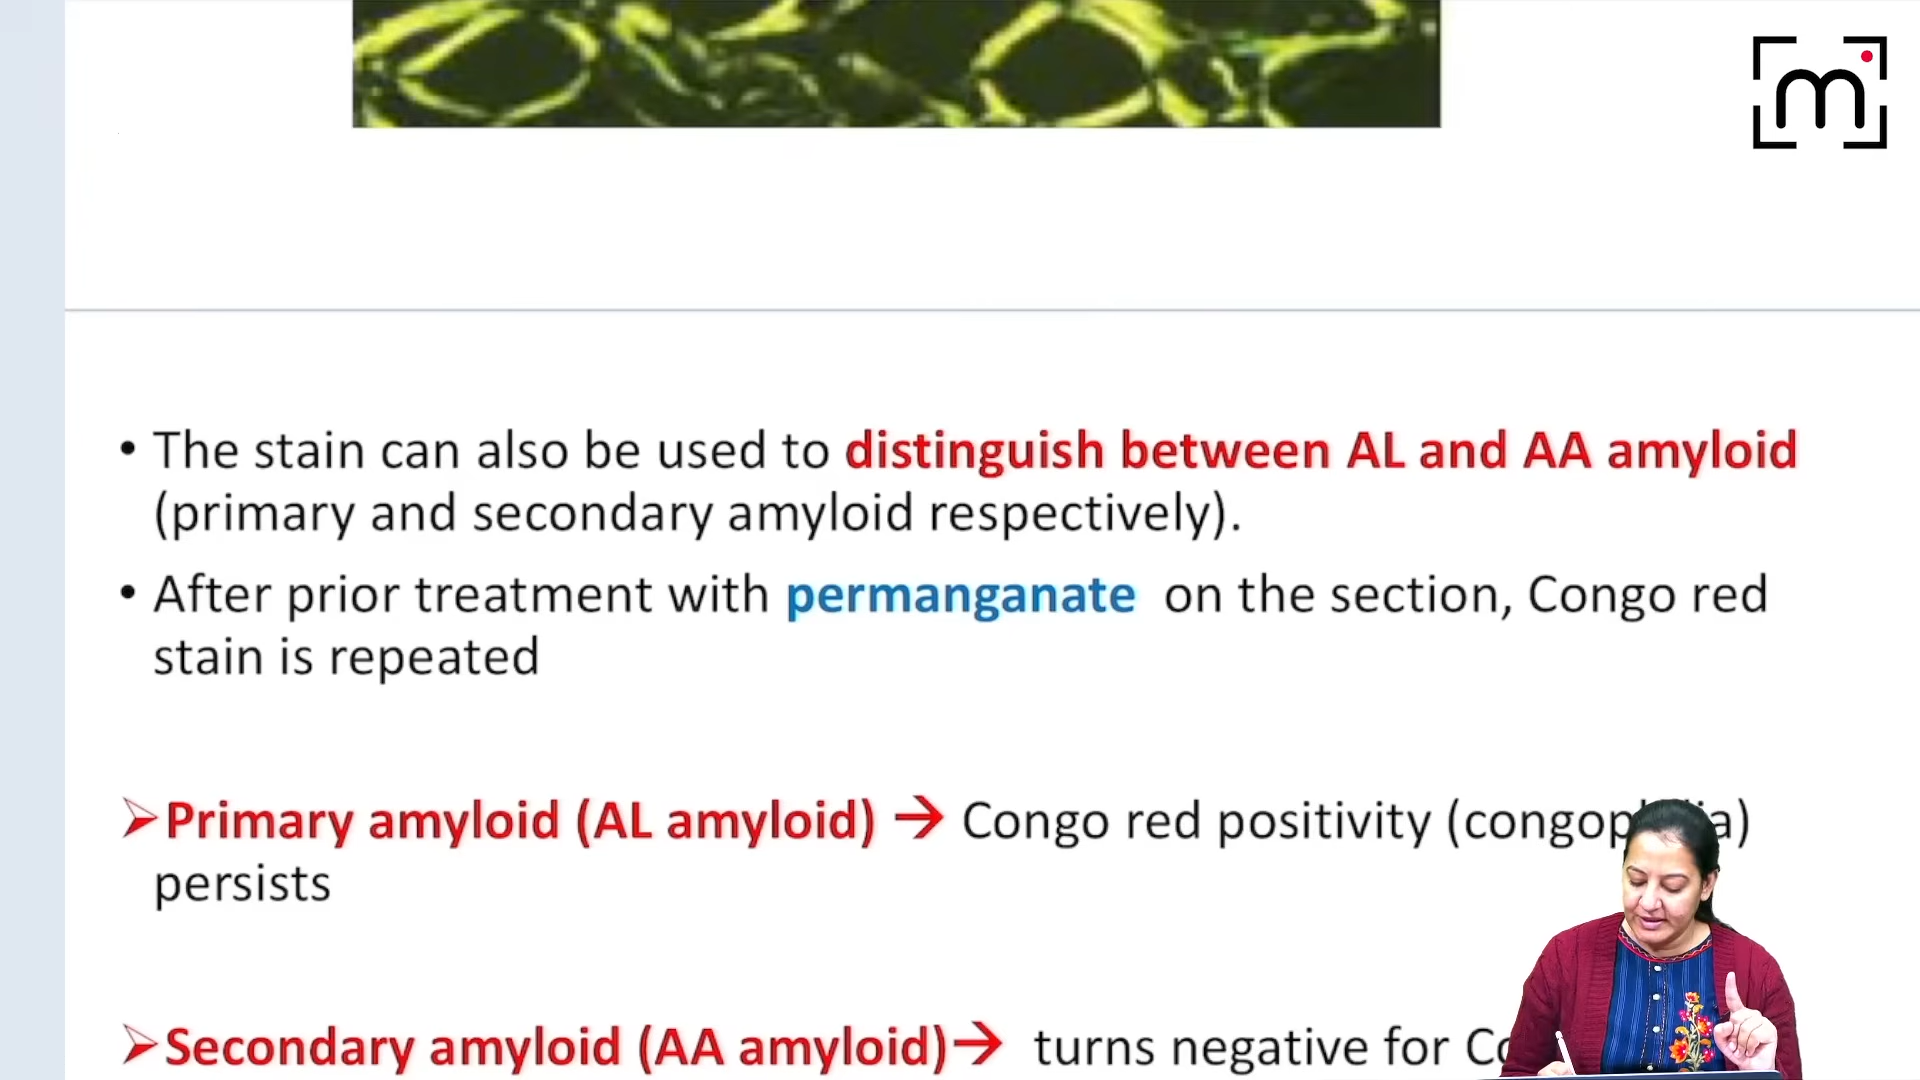 m
• The stain can also be used to distinguish between AL and AA amyloid
(primary and secondary amyloid respectively).
• After prior treatment with permanganate on the section, Congo red
stain is repeated
➢Primary amyloid (AL amyloid) → Congo red positivity
persists
➢Secondary amyloid (AA amyloid)→ turns negative for